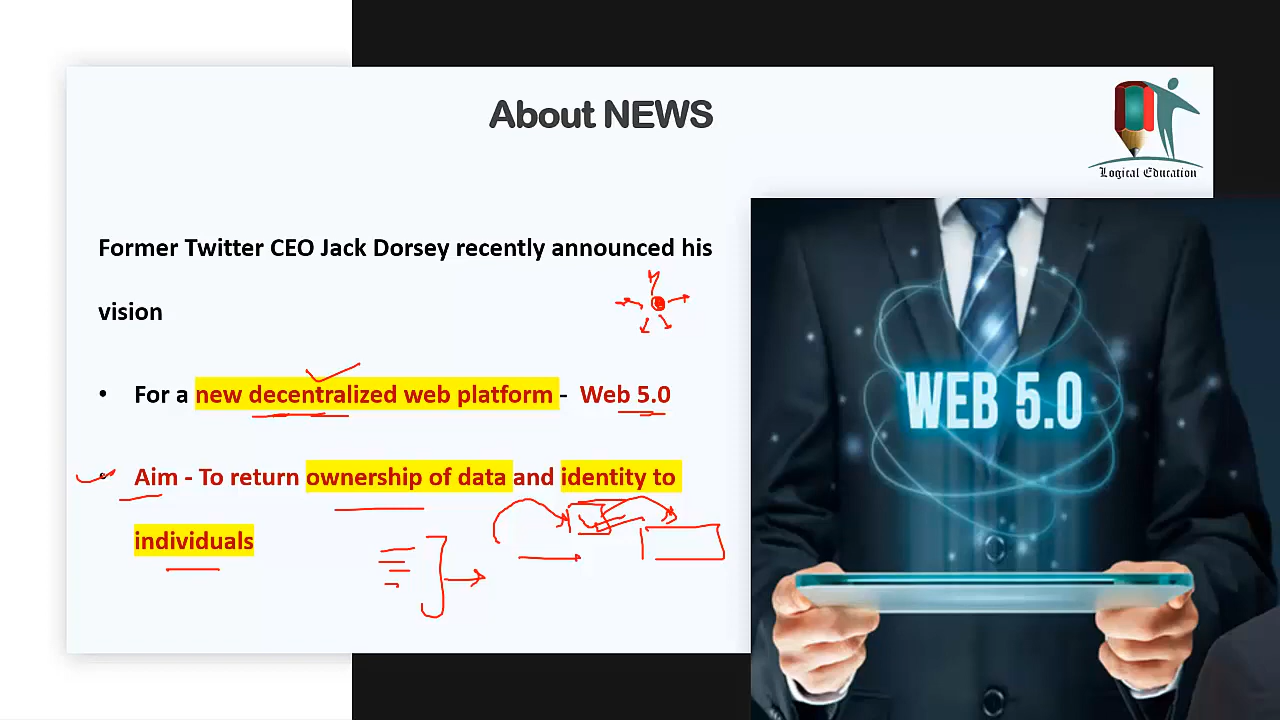 About NEWS
Logical Education
Former Twitter CEO Jack Dorsey recently announced his
vision
• For a new decentralized web platform - Web 5.0
• Aim - To return ownership of data and identity to
individuals
WEB 5.0